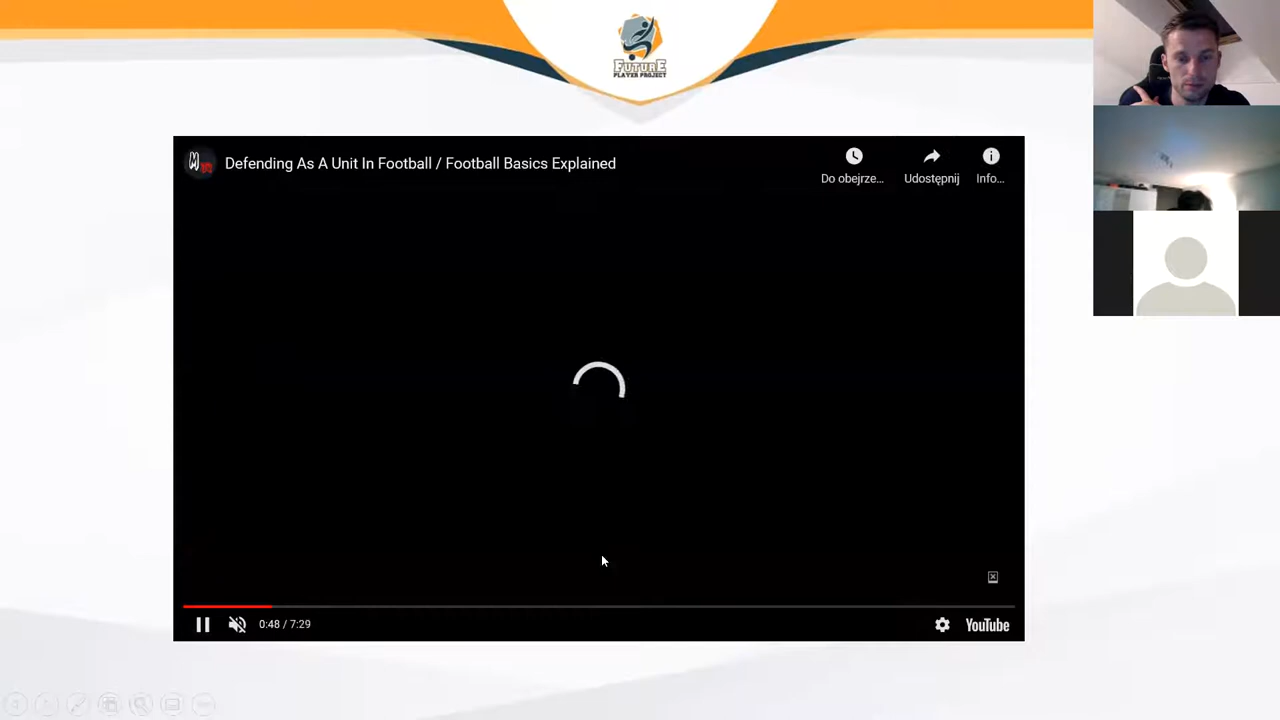 FUTURE
PLAYER PROJECT
Defending As A Unit In Football / Football Basics Explained
Do obejrze...
Udostępnij
Info...
0:48 / 7:29
YouTube